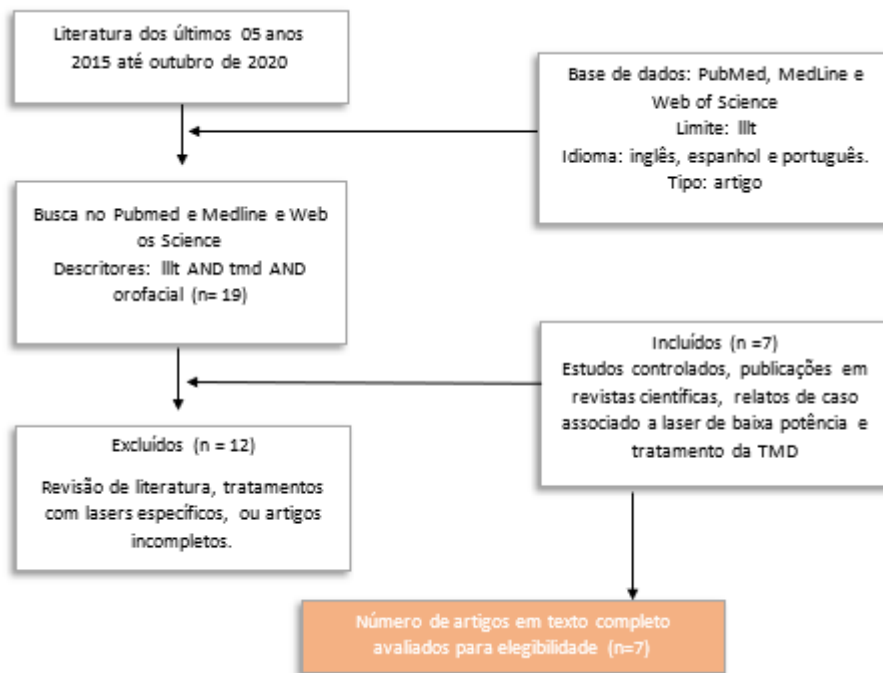 Literatura dos últimos 05 anos
2015 até outubro de 2020
Base de dados: PubMed, MedLine e
Web of Science
Limite: lllt
Idioma: inglês, espanhol e português.
Tipo: artigo
Busca no Pubmed e Medline e Web
os Science
Descritores: lllt AND tmd AND
orofacial (n= 19)
Incluídos (n =7)
Estudos controlados, publicações em
revistas científicas, relatos de caso
associado a laser de baixa potência e
tratamento da TMD
Excluídos (n = 12)
Revisão de literatura, tratamentos
com lasers específicos, ou artigos
incompletos.
Número de artigos em texto completo
avaliados para elegibilidade (n=7)